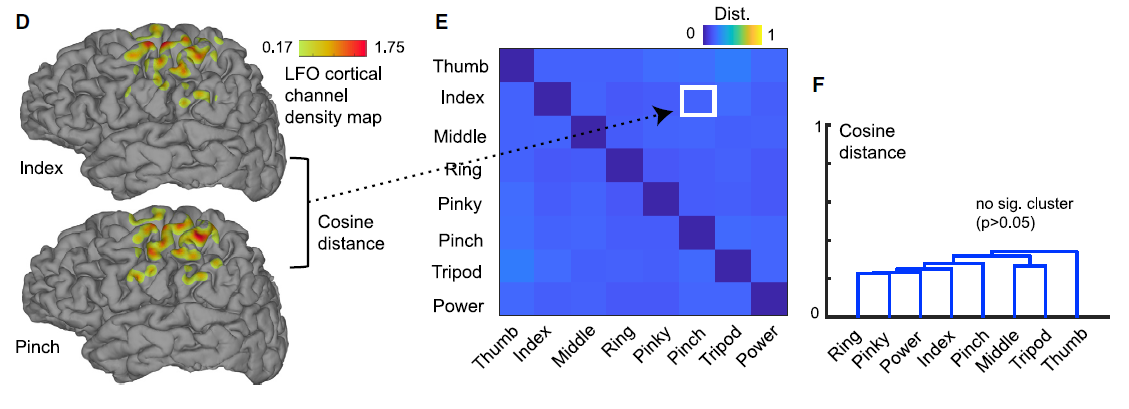 D
0.17
1.75
LFO cortical
channel
density map
Index
Cosine
distance
Pinch
E
Dist.
0
1
Thumb
Index
Middle
Ring
Pinky
Pinch
Tripod
Power
Thumb
Index
Middle
Ring
Pinky
Pinch
Tripod
Power
F
1
Cosine
distance
no sig. cluster
(p>0.05)
0
Ring
Pinky
Power
Index
Pinch
Middle
Tripod
Thumb